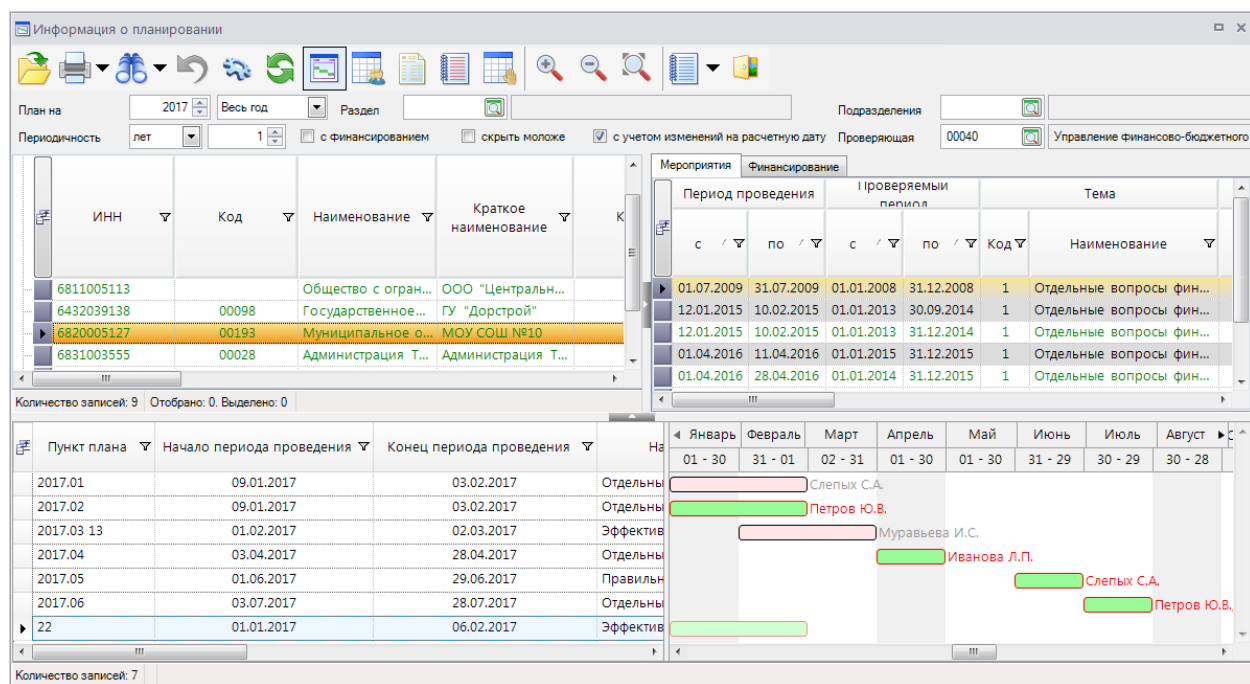 Информация о планировании
План на 2017 Весь год Раздел Подразделения
Периодичность лет 1 с финансированием скрыть моложе с учетом изменений на расчетную дату Проверяющая 00040 Управление финансово-бюджетного
ИНН Код Наименование Краткое наименование К
6811005113 Общество с огран... ООО "Центральн...
6432039138 00098 Государственное... ГУ "Дорстрой"
6820005127 00193 Муниципальное о... МОУ СОШ №10
6831003555 00028 Администрация Т... Администрация Т...
Количество записей: 9 Отобрано: 0. Выделено: 0
Мероприятия Финансирование
Период проведения Проверяемый период Тема
с по с по Код Наименование
01.07.2009 31.07.2009 01.01.2008 31.12.2008 1 Отдельные вопросы фин...
12.01.2015 10.02.2015 01.01.2013 30.09.2014 1 Отдельные вопросы фин...
12.01.2015 10.02.2015 01.01.2013 31.12.2014 1 Отдельные вопросы фин...
01.04.2016 11.04.2016 01.01.2015 31.12.2015 1 Отдельные вопросы фин...
01.04.2016 28.04.2016 01.01.2014 31.12.2015 1 Отдельные вопросы фин...
Пункт плана Начало периода проведения Конец периода проведения На
2017.01 09.01.2017 03.02.2017 Отдельны
2017.02 09.01.2017 03.02.2017 Отдельны
2017.03 13 01.02.2017 02.03.2017 Эффектив
2017.04 03.04.2017 28.04.2017 Отдельны
2017.05 01.06.2017 29.06.2017 Правильн
2017.06 03.07.2017 28.07.2017 Отдельны
22 01.01.2017 06.02.2017 Эффектив
Январь Февраль Март Апрель Май Июнь Июль Август С
01 - 30 31 - 01 02 - 31 01 - 30 01 - 30 31 - 29 30 - 29 30 - 28
Слепых С.А.
Петров Ю.В.
Муравьева И.С.
Иванова Л.П.
Слепых С.А.
Петров Ю.В.
Количество записей: 7